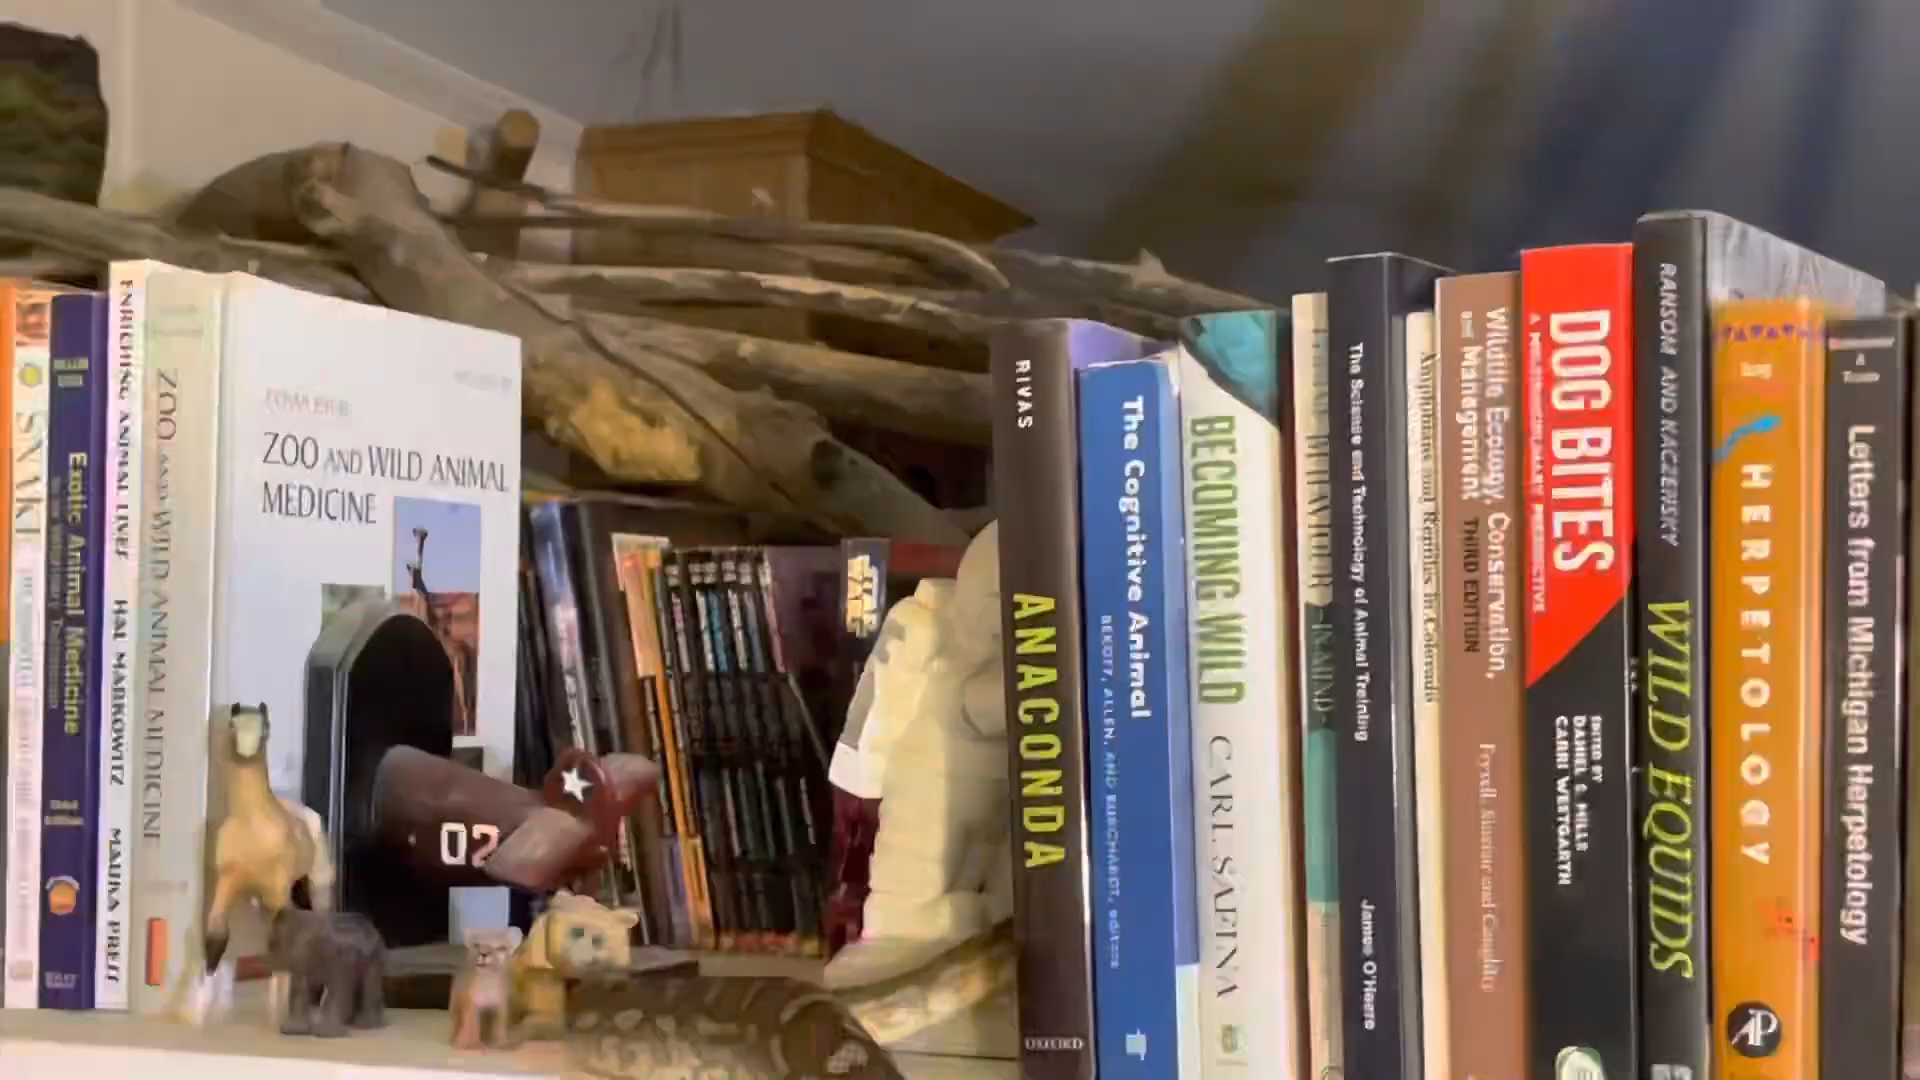 Exotic Animal Medicine
Third
Edition
ENRICHING ANIMAL LIVES HAL MARKOWITZ MAUKA PRESS
ZOO AND WILD ANIMAL MEDICINE
FOWLER
ZOO AND WILD ANIMAL
MEDICINE
02
STAR
WARS
RIVAS
ANACONDA
OXFORD
The Cognitive Animal
BEKOFF, ALLEN, AND BURGHARDT, editors
BECOMING WILD CARL SAFINA
The Science and Technology of Animal Training James O'Heare
Amphibians and Reptiles in Colorado
Wildlife Ecology, Conservation,
and Management THIRD EDITION
Fryxell, Sinclair and Caughley
DOG BITES
A MULTIDISCIPLINARY PERSPECTIVE
EDITED BY
DANIEL S. MILLS
CARRI WESTGARTH
RANSOM AND KACZENSKY
WILD EQUIDS
HERPETOLOGY
AP
Letters from Michigan Herpetology